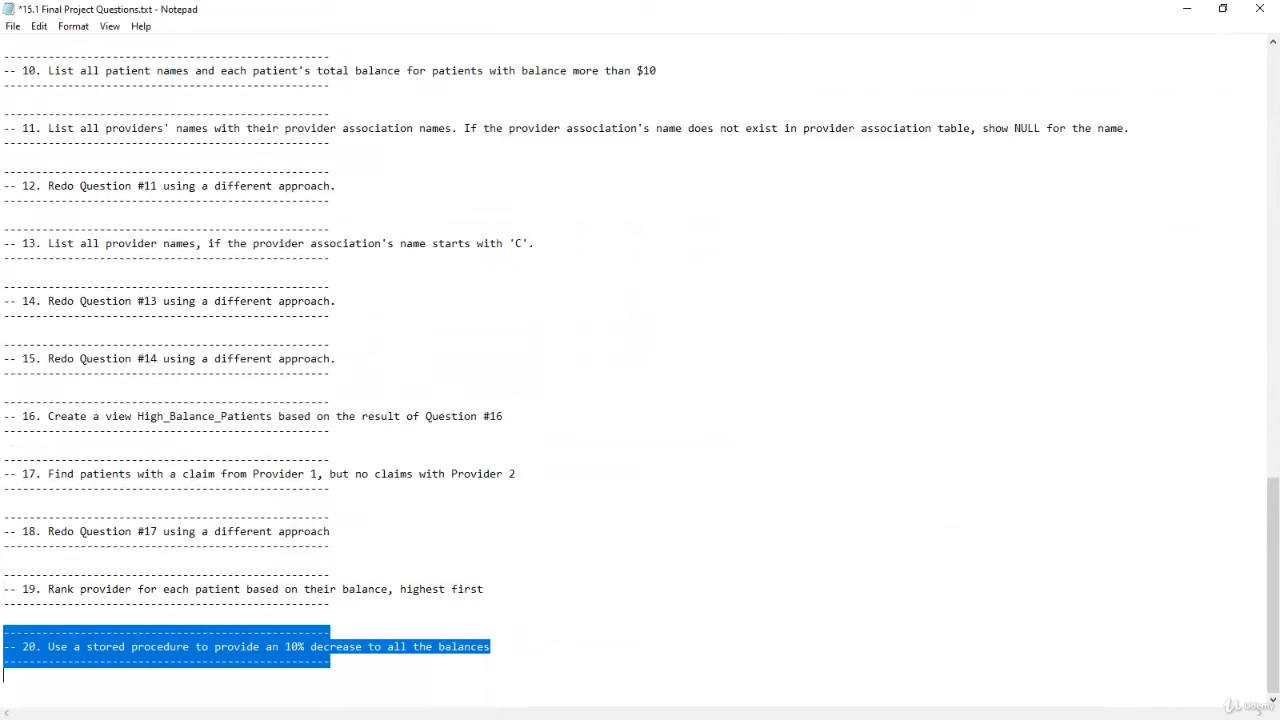 *15.1 Final Project Questions.txt - Notepad
File Edit Format View Help
---------------------------------------------------
-- 10. List all patient names and each patient's total balance for patients with balance more than $10
---------------------------------------------------
---------------------------------------------------
-- 11. List all providers' names with their provider association names. If the provider association's name does not exist in provider association table, show NULL for the name.
---------------------------------------------------
---------------------------------------------------
-- 12. Redo Question #11 using a different approach.
---------------------------------------------------
---------------------------------------------------
-- 13. List all provider names, if the provider association's name starts with 'C'.
---------------------------------------------------
---------------------------------------------------
-- 14. Redo Question #13 using a different approach.
---------------------------------------------------
---------------------------------------------------
-- 15. Redo Question #14 using a different approach.
---------------------------------------------------
---------------------------------------------------
-- 16. Create a view High_Balance_Patients based on the result of Question #16
---------------------------------------------------
---------------------------------------------------
-- 17. Find patients with a claim from Provider 1, but no claims with Provider 2
---------------------------------------------------
---------------------------------------------------
-- 18. Redo Question #17 using a different approach
---------------------------------------------------
---------------------------------------------------
-- 19. Rank provider for each patient based on their balance, highest first
---------------------------------------------------
---------------------------------------------------
-- 20. Use a stored procedure to provide an 10% decrease to all the balances
---------------------------------------------------
Udemy